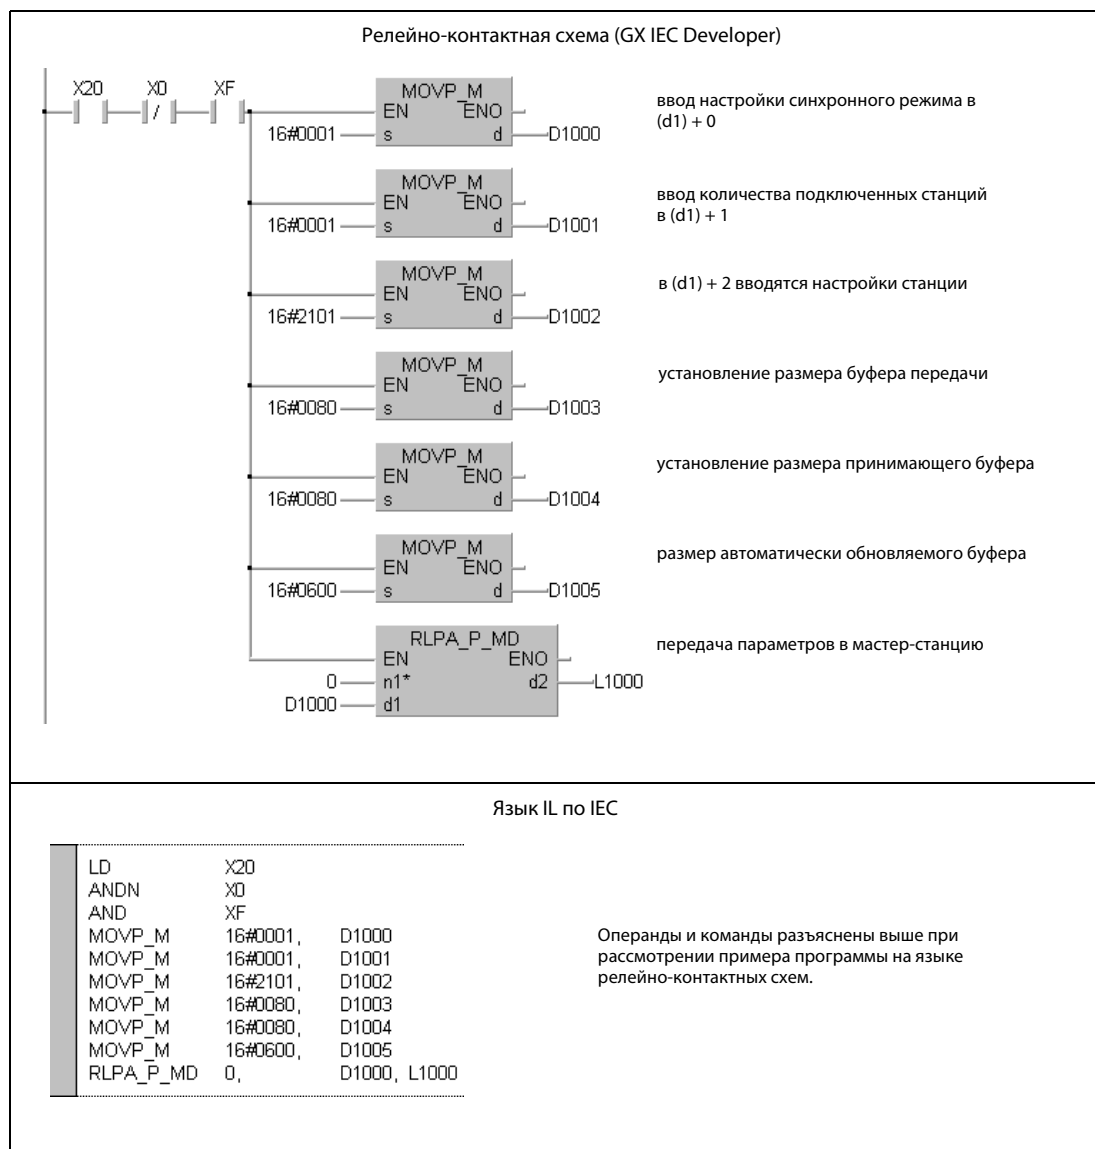 Релейно-контактная схема (GX IEC Developer)
X20 X0 XF
MOVP_M
EN ENO
16#0001 s d D1000
ввод настройки синхронного режима в
(d1) + 0
MOVP_M
EN ENO
16#0001 s d D1001
ввод количества подключенных станций
в (d1) + 1
MOVP_M
EN ENO
16#2101 s d D1002
в (d1) + 2 вводятся настройки станции
MOVP_M
EN ENO
16#0080 s d D1003
установление размера буфера передачи
MOVP_M
EN ENO
16#0080 s d D1004
установление размера принимающего буфера
MOVP_M
EN ENO
16#0600 s d D1005
размер автоматически обновляемого буфера
RLPA_P_MD
EN ENO
0 n1* d2 L1000
D1000 d1
передача параметров в мастер-станцию
Язык IL по IEC
LD X20
ANDN X0
AND XF
MOVP_M 16#0001, D1000
MOVP_M 16#0001, D1001
MOVP_M 16#2101, D1002
MOVP_M 16#0080, D1003
MOVP_M 16#0080, D1004
MOVP_M 16#0600, D1005
RLPA_P_MD 0, D1000, L1000
Операнды и команды разъяснены выше при
рассмотрении примера программы на языке
релейно-контактных схем.